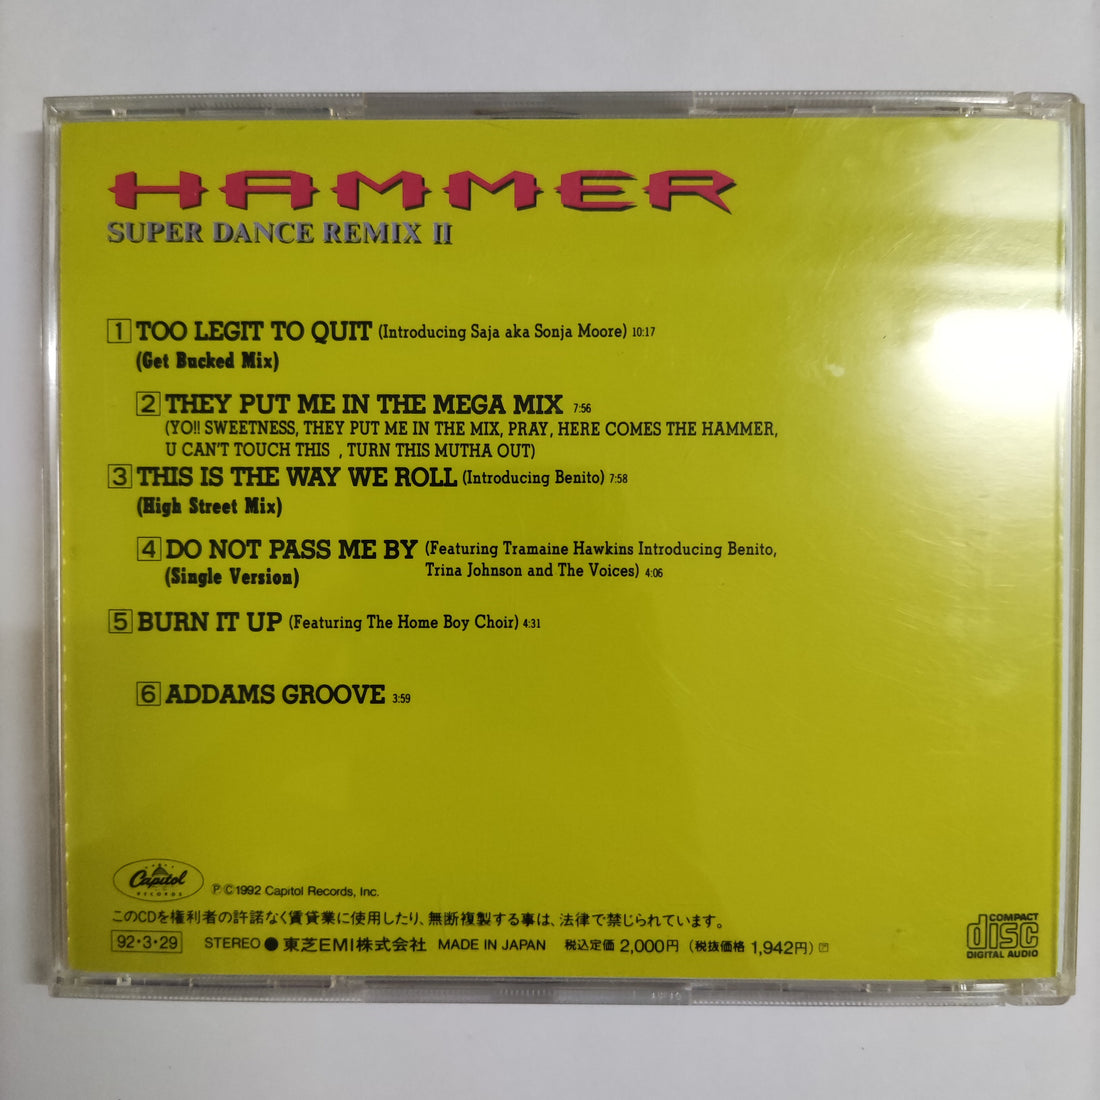 HAMMER
SUPER DANCE REMIX II
1 TOO LEGIT TO QUIT (Introducing Saja aka Sonja Moore) 10:17
(Get Bucked Mix)
2 THEY PUT ME IN THE MEGA MIX 7:56
(YO!! SWEETNESS, THEY PUT ME IN THE MIX, PRAY, HERE COMES THE HAMMER,
U CAN'T TOUCH THIS , TURN THIS MUTHA OUT)
3 THIS IS THE WAY WE ROLL (Introducing Benito) 7:58
(High Street Mix)
4 DO NOT PASS ME BY (Featuring Tramaine Hawkins Introducing Benito,
(Single Version) Trina Johnson and The Voices) 4:06
5 BURN IT UP (Featuring The Home Boy Choir) 4:31
6 ADDAMS GROOVE 3:59
Capitol
RECORDS
ⓅⒸ1992 Capitol Records, Inc.
このCDを権利者の許諾なく賃貸業に使用したり、無断複製する事は、法律で禁じられています。
92・3・29 STEREO ● 東芝EMI株式会社 MADE IN JAPAN 税込定価 2,000円 (税抜価格 1,942円)
COMPACT
disc
DIGITAL AUDIO